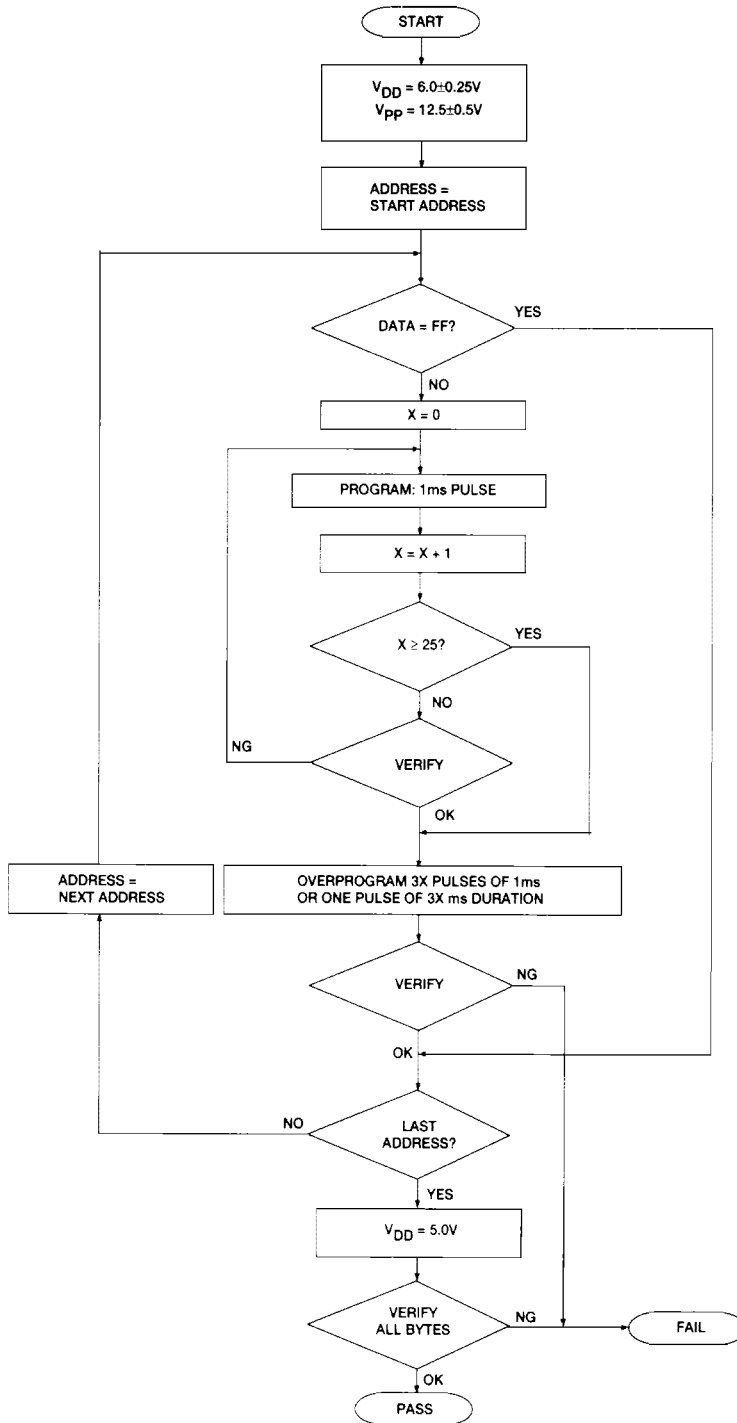 START
VDD = 6.0±0.25V
VPP = 12.5±0.5V
ADDRESS =
START ADDRESS
DATA = FF?
YES
NO
X = 0
PROGRAM: 1ms PULSE
X = X + 1
X ≥ 25?
YES
NO
NG
VERIFY
OK
ADDRESS =
NEXT ADDRESS
OVERPROGRAM 3X PULSES OF 1ms
OR ONE PULSE OF 3X ms DURATION
VERIFY
NG
OK
NO
LAST
ADDRESS?
YES
VDD = 5.0V
VERIFY
ALL BYTES
NG
FAIL
OK
PASS